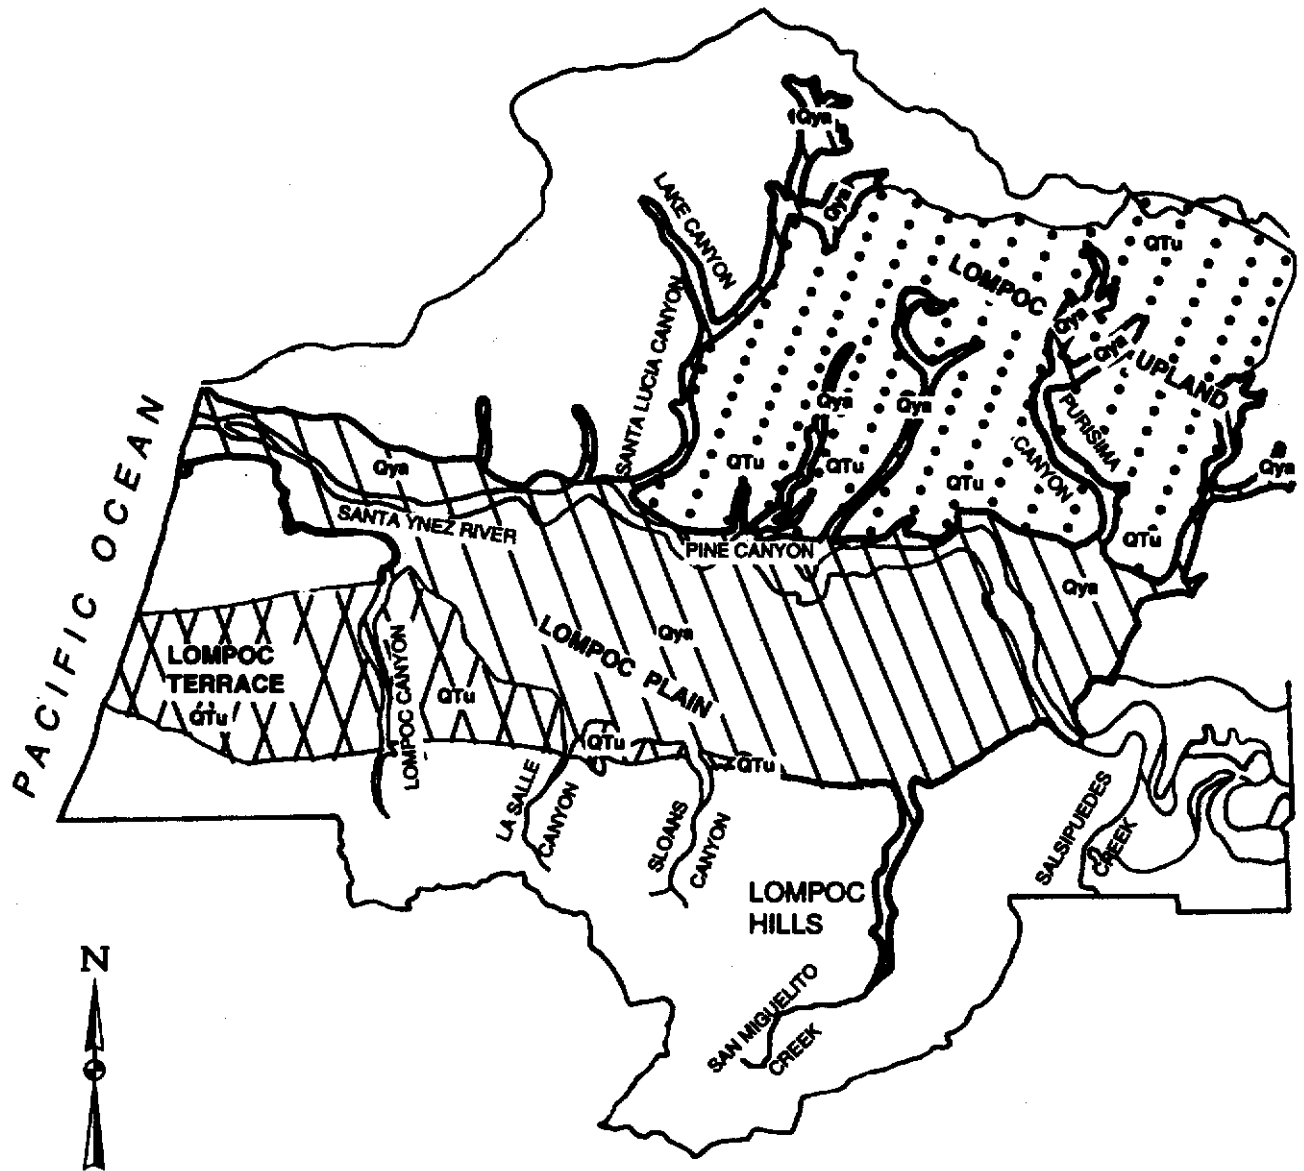 Qya
LAKE CANYON
Qya
QTu
LOMPOC
UPLAND
Qya
Qya
SANTA LUCIA CANYON
PACIFIC OCEAN
Qya
Qya
PURISIMA
CANYON
Qya
QTu
QTu
QTu
Qya
SANTA YNEZ RIVER
PINE CANYON
QTu
Qya
LOMPOC PLAIN
Qya
LOMPOC
TERRACE
QTu
LOMPOC CANYON
QTu
QTu
QTu
LA SALLE
CANYON
SLOANS
CANYON
SALSIPUEDES
CREEK
LOMPOC
HILLS
N
SAN MIGUELITO
CREEK